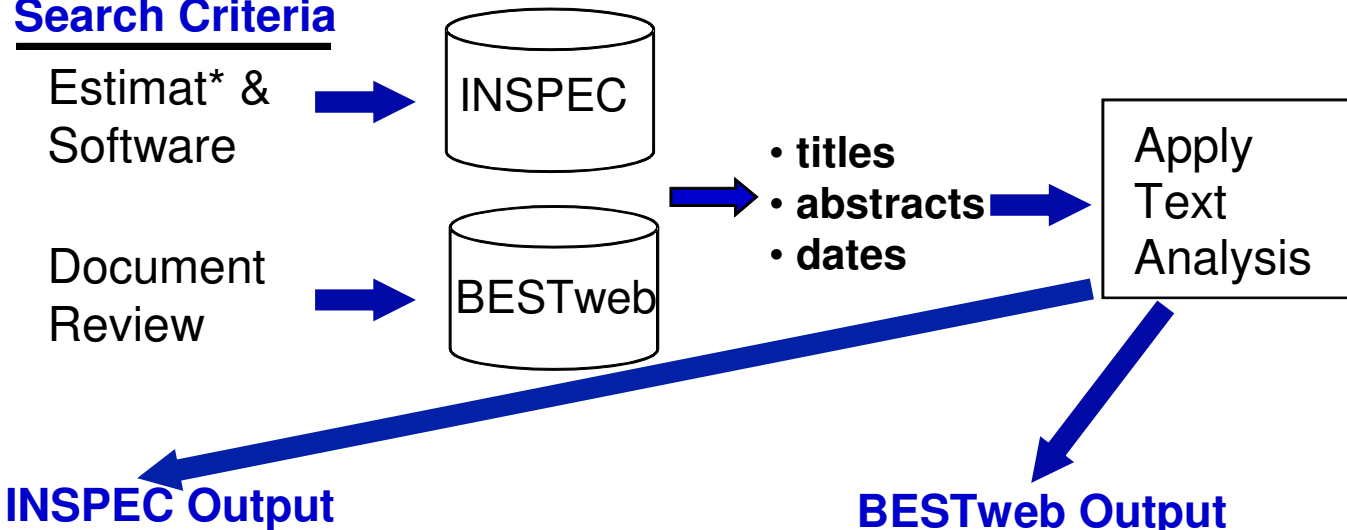 Search Criteria
Estimat* &
Software
INSPEC
Document
Review
BESTweb
• titles
• abstracts
• dates
Apply
Text
Analysis
INSPEC Output
BESTweb Output